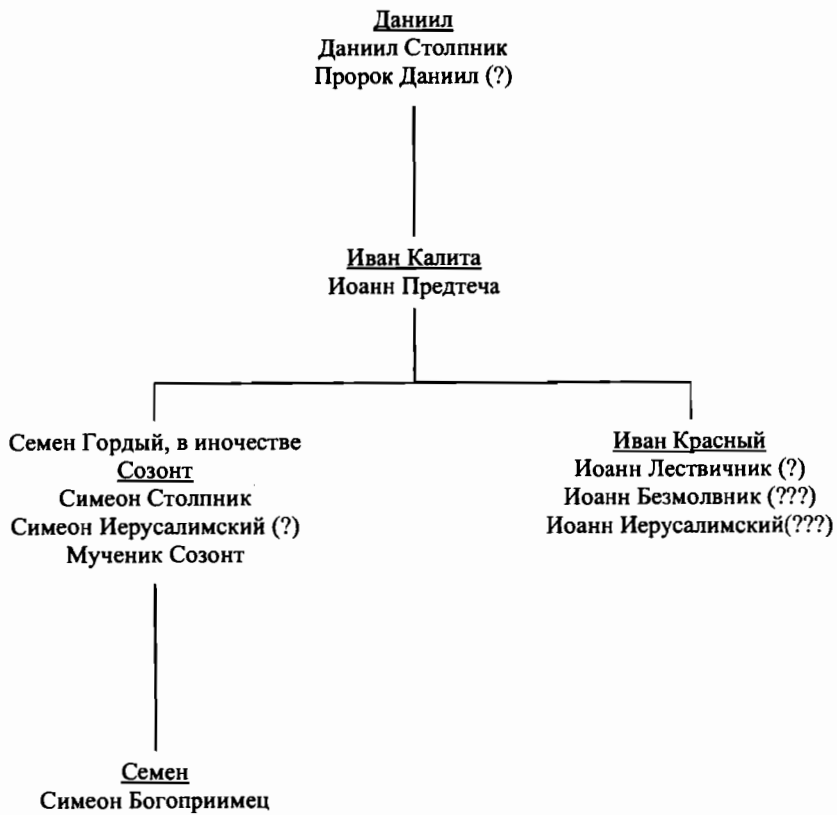 Даниил
Даниил Столпник
Пророк Даниил (?)
Иван Калита
Иоанн Предтеча
Семен Гордый, в иночестве
Созонт
Симеон Столпник
Симеон Иерусалимский (?)
Мученик Созонт
Иван Красный
Иоанн Лествичник (?)
Иоанн Безмолвник (???)
Иоанн Иерусалимский(???)
Семен
Симеон Богоприимец